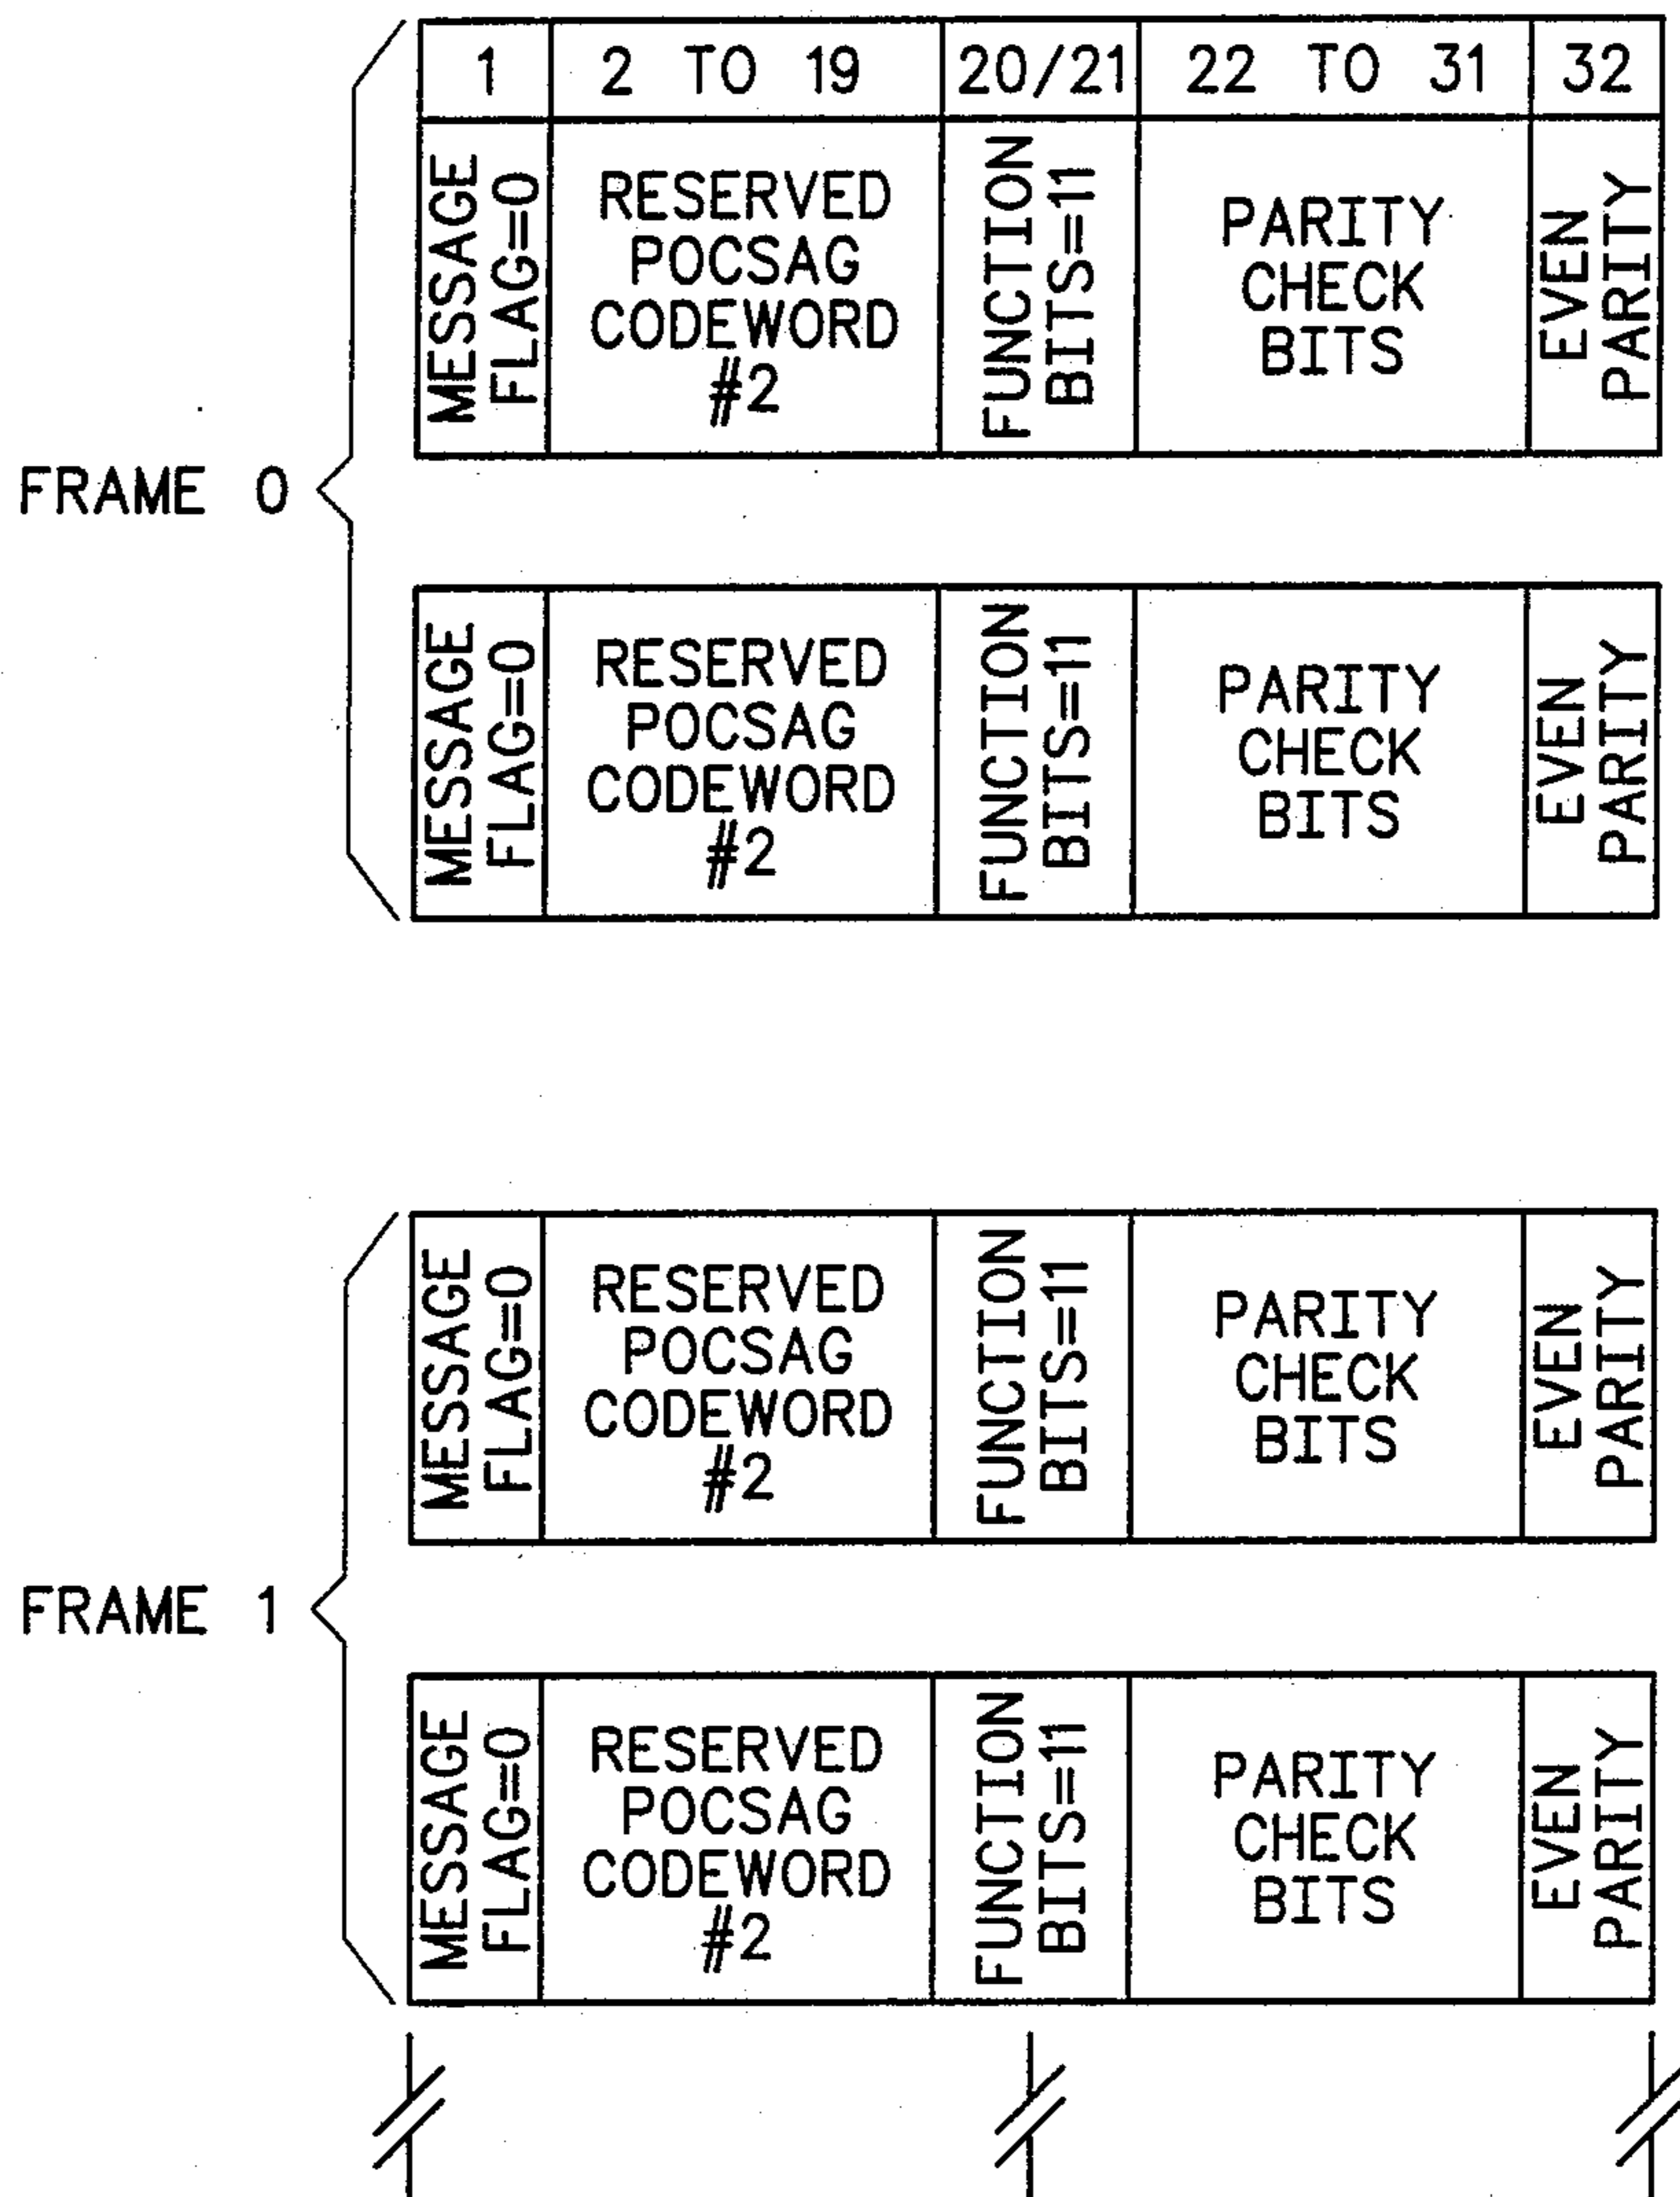 1 2 TO 19 20/21 22 TO 31 32
MESSAGE
FLAG=0
RESERVED
POCSAG
CODEWORD
#2
FUNCTION
BITS=11
PARITY
CHECK
BITS
EVEN
PARITY
FRAME 0
MESSAGE
FLAG=0
RESERVED
POCSAG
CODEWORD
#2
FUNCTION
BITS=11
PARITY
CHECK
BITS
EVEN
PARITY
MESSAGE
FLAG=0
RESERVED
POCSAG
CODEWORD
#2
FUNCTION
BITS=11
PARITY
CHECK
BITS
EVEN
PARITY
FRAME 1
MESSAGE
FLAG=0
RESERVED
POCSAG
CODEWORD
#2
FUNCTION
BITS=11
PARITY
CHECK
BITS
EVEN
PARITY